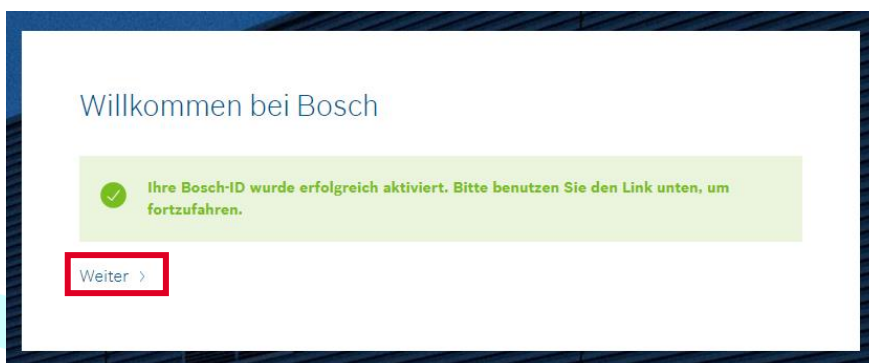 Willkommen bei Bosch
Ihre Bosch-ID wurde erfolgreich aktiviert. Bitte benutzen Sie den Link unten, um
fortzufahren.
Weiter >